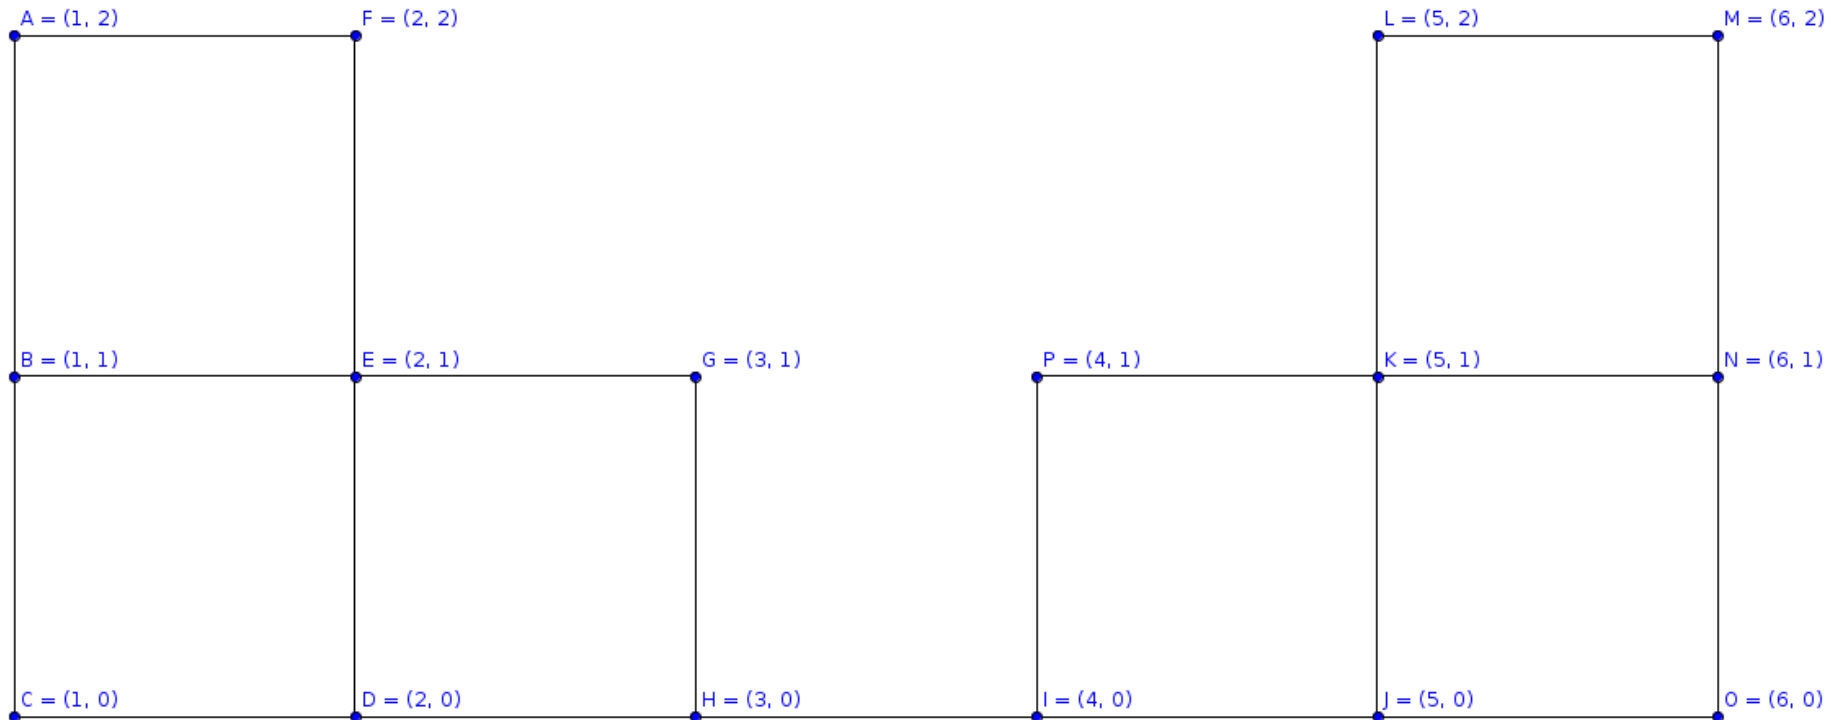 A = (1, 2)
F = (2, 2)
L = (5, 2)
M = (6, 2)
B = (1, 1)
E = (2, 1)
G = (3, 1)
P = (4, 1)
K = (5, 1)
N = (6, 1)
C = (1, 0)
D = (2, 0)
H = (3, 0)
I = (4, 0)
J = (5, 0)
O = (6, 0)